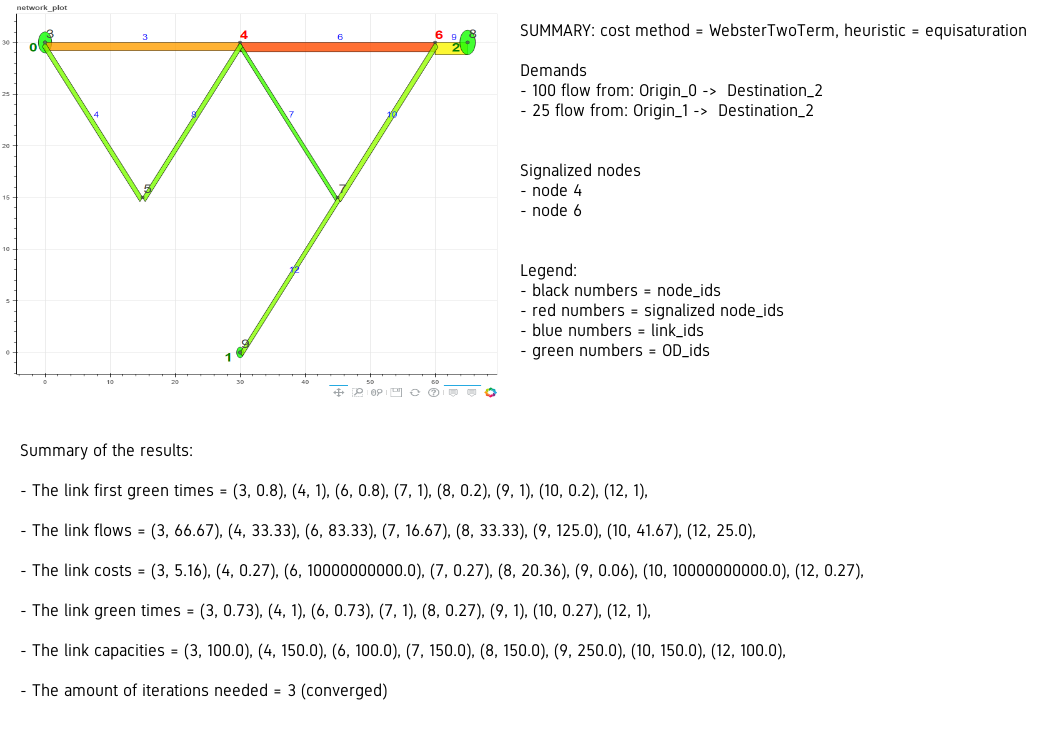 network_plot
3
3
4
6
6
9
8
0
2
30
4
8
7
10
25
20
5
7
15
10
12
5
9
1
0
0 10 20 30 40 50 60
SUMMARY: cost method = WebsterTwoTerm, heuristic = equisaturation
Demands
- 100 flow from: Origin_0 -> Destination_2
- 25 flow from: Origin_1 -> Destination_2
Signalized nodes
- node 4
- node 6
Legend:
- black numbers = node_ids
- red numbers = signalized node_ids
- blue numbers = link_ids
- green numbers = OD_ids
Summary of the results:
- The link first green times = (3, 0.8), (4, 1), (6, 0.8), (7, 1), (8, 0.2), (9, 1), (10, 0.2), (12, 1),
- The link flows = (3, 66.67), (4, 33.33), (6, 83.33), (7, 16.67), (8, 33.33), (9, 125.0), (10, 41.67), (12, 25.0),
- The link costs = (3, 5.16), (4, 0.27), (6, 10000000000.0), (7, 0.27), (8, 20.36), (9, 0.06), (10, 10000000000.0), (12, 0.27),
- The link green times = (3, 0.73), (4, 1), (6, 0.73), (7, 1), (8, 0.27), (9, 1), (10, 0.27), (12, 1),
- The link capacities = (3, 100.0), (4, 150.0), (6, 100.0), (7, 150.0), (8, 150.0), (9, 250.0), (10, 150.0), (12, 100.0),
- The amount of iterations needed = 3 (converged)